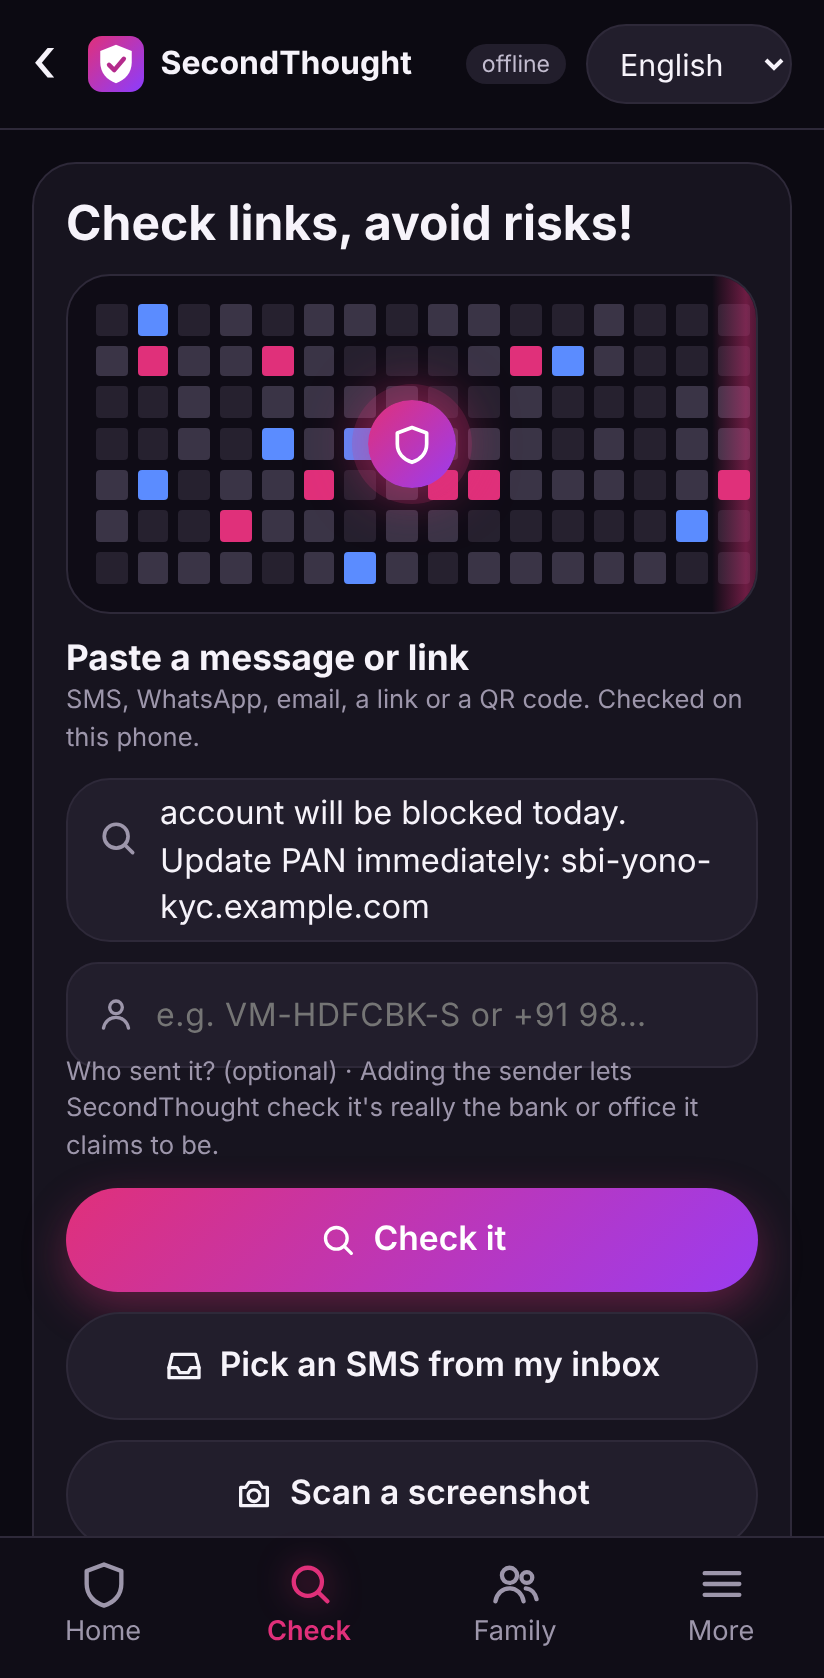 SecondThought
offline
English
Check links, avoid risks!
Paste a message or link
SMS, WhatsApp, email, a link or a QR code. Checked on
this phone.
account will be blocked today.
Update PAN immediately: sbi-yono-
kyc.example.com
e.g. VM-HDFCBK-S or +91 98...
Who sent it? (optional) · Adding the sender lets
SecondThought check it's really the bank or office it
claims to be.
Check it
Pick an SMS from my inbox
Scan a screenshot
Home
Check
Family
More